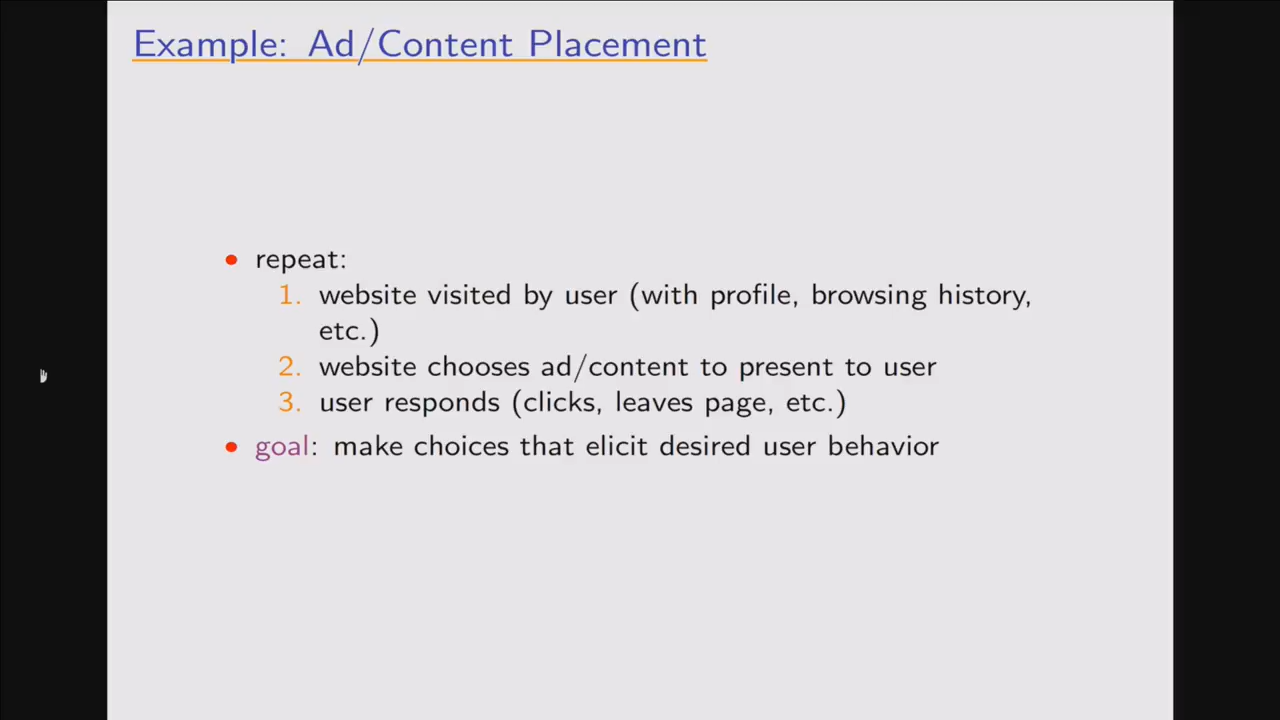 Example: Ad/Content Placement
• repeat:
1. website visited by user (with profile, browsing history,
etc.)
2. website chooses ad/content to present to user
3. user responds (clicks, leaves page, etc.)
• goal: make choices that elicit desired user behavior